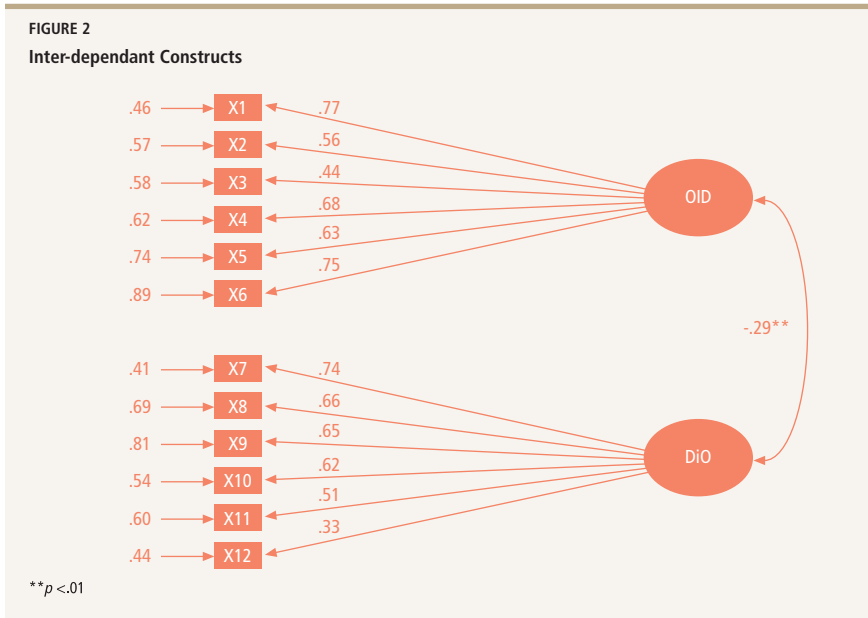 FIGURE 2
Inter-dependant Constructs
.46 X1 .77
.57 X2 .56
.58 X3 .44
.62 X4 .68
.74 X5 .63
.89 X6 .75
OID
-.29**
.41 X7 .74
.69 X8 .66
.81 X9 .65
.54 X10 .62
.60 X11 .51
.44 X12 .33
DiO
**p <.01